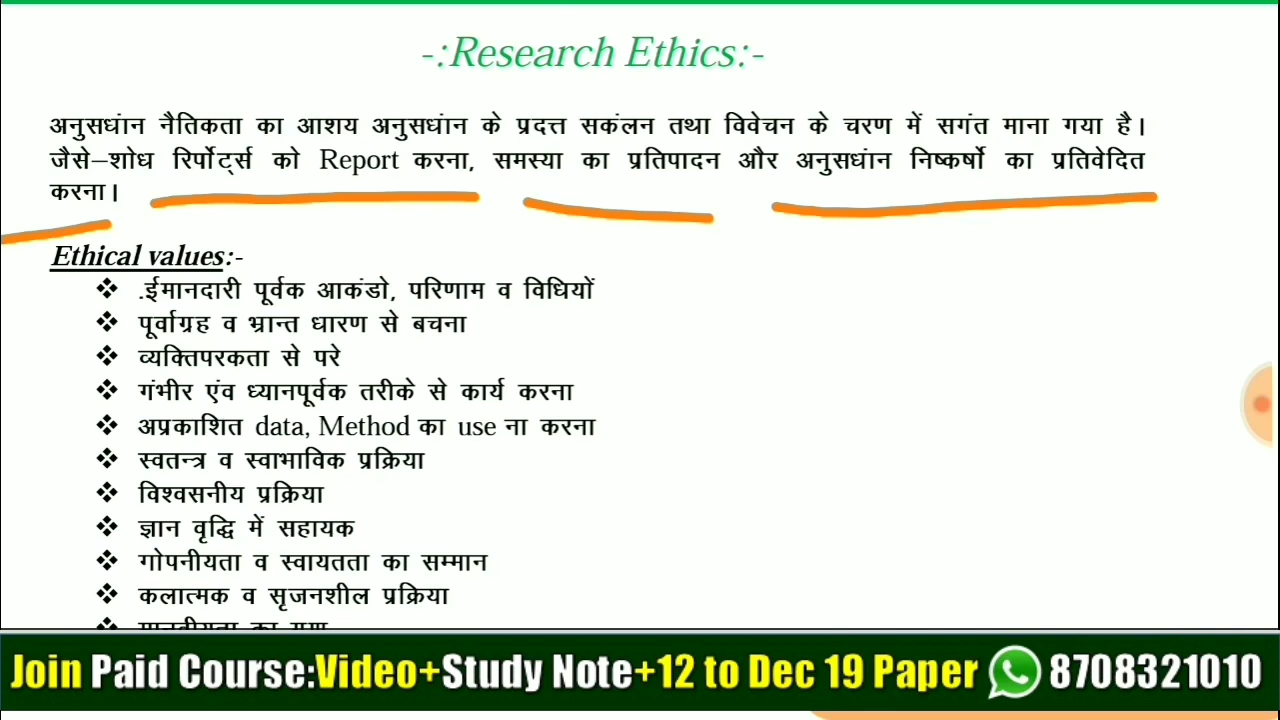 -:Research Ethics:-
अनुसधांन नैतिकता का आशय अनुसधांन के प्रदत्त सकंलन तथा विवेचन के चरण में सगंत माना गया है।
जैसे–शोध रिर्पोट्र्स को Report करना, समस्या का प्रतिपादन और अनुसधांन निष्कर्षो का प्रतिवेदित
करना।
Ethical values:-
❖ .ईमानदारी पूर्वक आकंडो, परिणाम व विधियों
❖ पूर्वाग्रह व भ्रान्त धारण से बचना
❖ व्यक्तिपरकता से परे
❖ गंभीर एंव ध्यानपूर्वक तरीके से कार्य करना
❖ अप्रकाशित data, Method का use ना करना
❖ स्वतन्त्र व स्वाभाविक प्रक्रिया
❖ विश्वसनीय प्रक्रिया
❖ ज्ञान वृद्धि में सहायक
❖ गोपनीयता व स्वायतता का सम्मान
❖ कलात्मक व सृजनशील प्रक्रिया
Join Paid Course:Video+Study Note+12 to Dec 19 Paper 8708321010